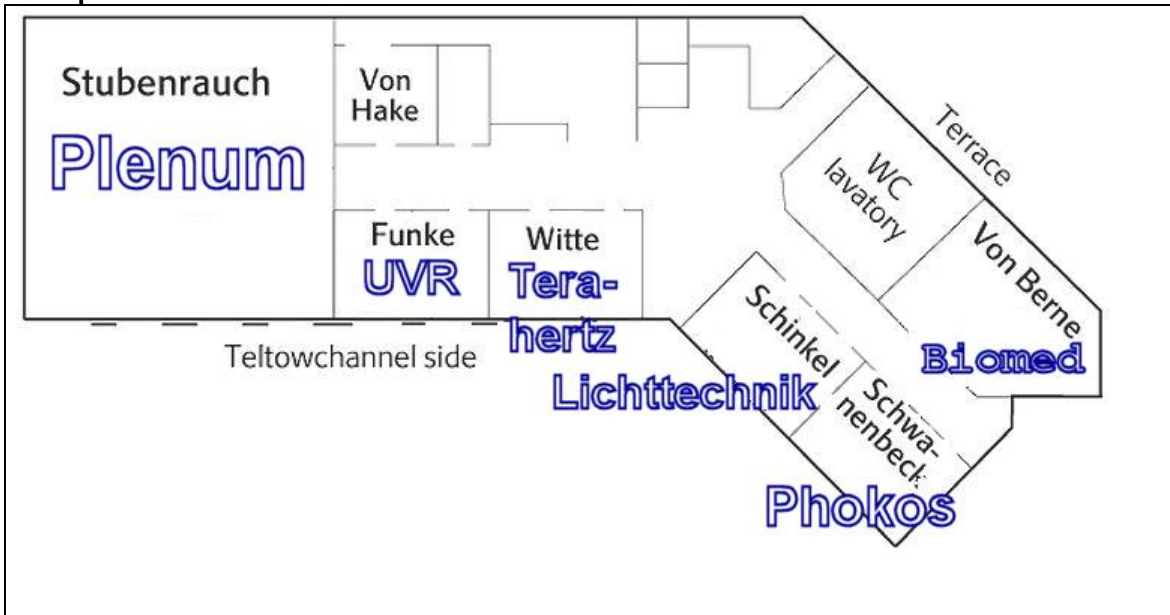 Stubenrauch
Plenum
Von
Hake
Funke
UVR
Witte
Tera-
hertz
Teltowchannel side
Lichttechnik
Schinkel
Schwa-
nenbeck
Phokos
WC
lavatory
Terrace
Von Berne
Biomed